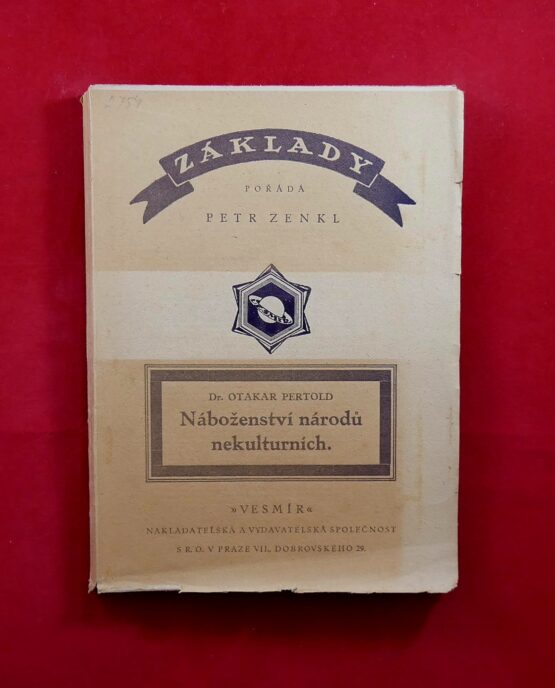 ZÁKLADY
POŘÁDÁ
PETR ZENKL
Dr. OTAKAR PERTOLD
Náboženství národů
nekulturních.
»VESMÍR«
NAKLADATELSKÁ A VYDAVATELSKÁ SPOLEČNOST
S R. O. V PRAZE VII., DOBROVSKÉHO 29.